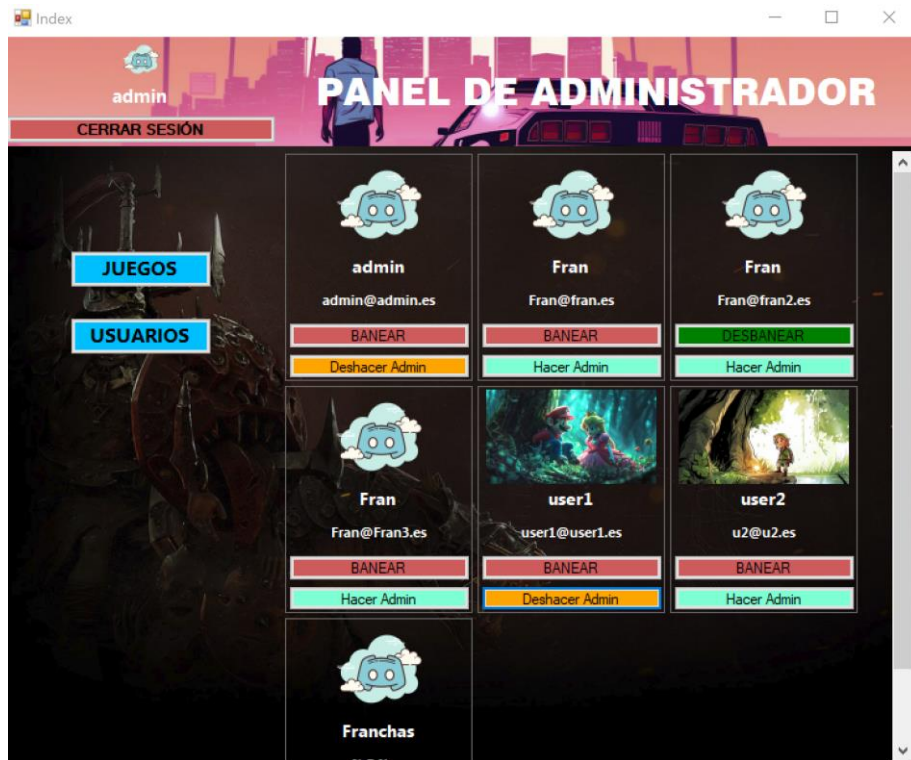 Index
admin
PANEL DE ADMINISTRADOR
CERRAR SESIÓN
JUEGOS
USUARIOS
admin
admin@admin.es
BANEAR
Deshacer Admin
Fran
Fran@fran.es
BANEAR
Hacer Admin
Fran
Fran@fran2.es
DESBANEAR
Hacer Admin
Fran
Fran@Fran3.es
BANEAR
Hacer Admin
user1
user1@user1.es
BANEAR
Deshacer Admin
user2
u2@u2.es
BANEAR
Hacer Admin
Franchas